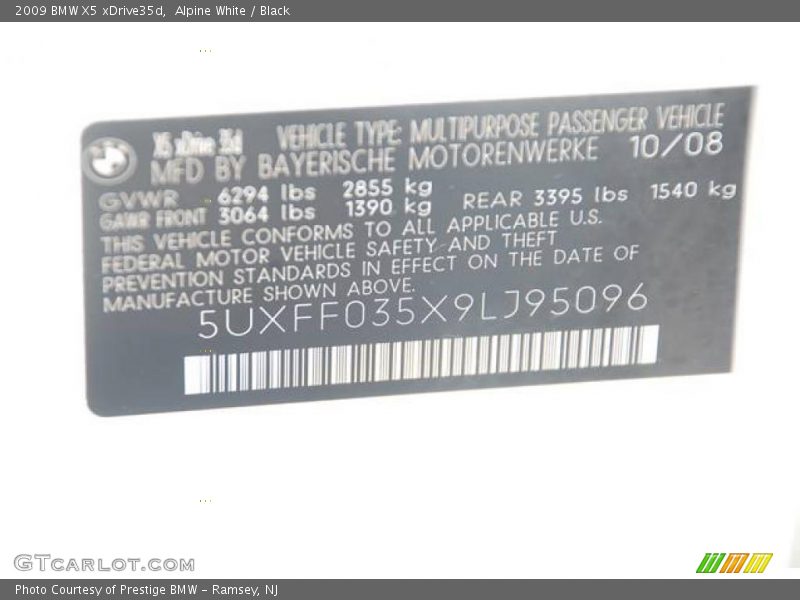 2009 BMW X5 xDrive35d,  Alpine White / Black
X5 xDrive 35d VEHICLE TYPE: MULTIPURPOSE PASSENGER VEHICLE
MFD BY BAYERISCHE MOTORENWERKE 10/08
GVWR 6294 lbs 2855 kg
GAWR FRONT 3064 lbs 1390 kg REAR 3395 lbs 1540 kg
THIS VEHICLE CONFORMS TO ALL APPLICABLE U.S.
FEDERAL MOTOR VEHICLE SAFETY AND THEFT
PREVENTION STANDARDS IN EFFECT ON THE DATE OF
MANUFACTURE SHOWN ABOVE.
5UXFF035X9LJ95096
GTCARLOT.COM
Photo Courtesy of Prestige BMW - Ramsey, NJ